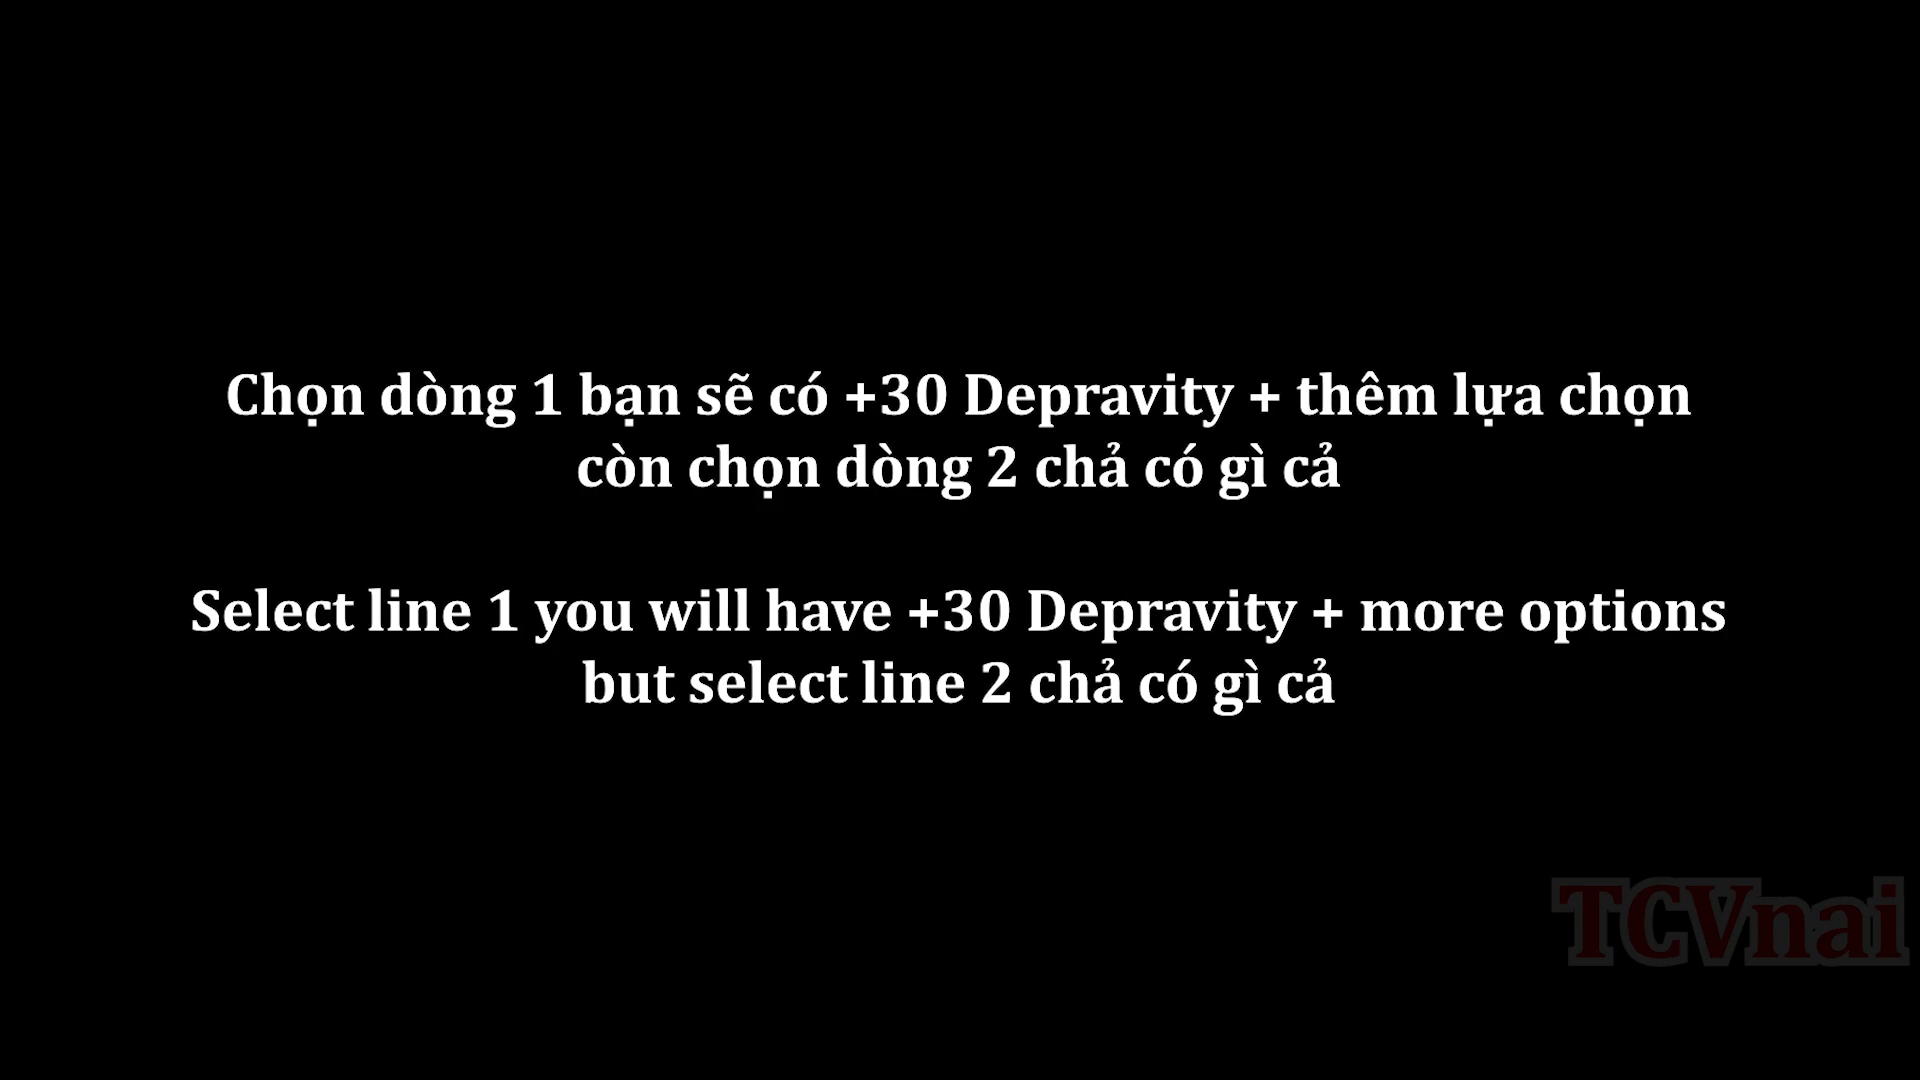 Chọn dòng 1 bạn sẽ có +30 Depravity + thêm lựa chọn
còn chọn dòng 2 chả có gì cả
Select line 1 you will have +30 Depravity + more options
but select line 2 chả có gì cả
TCVnai